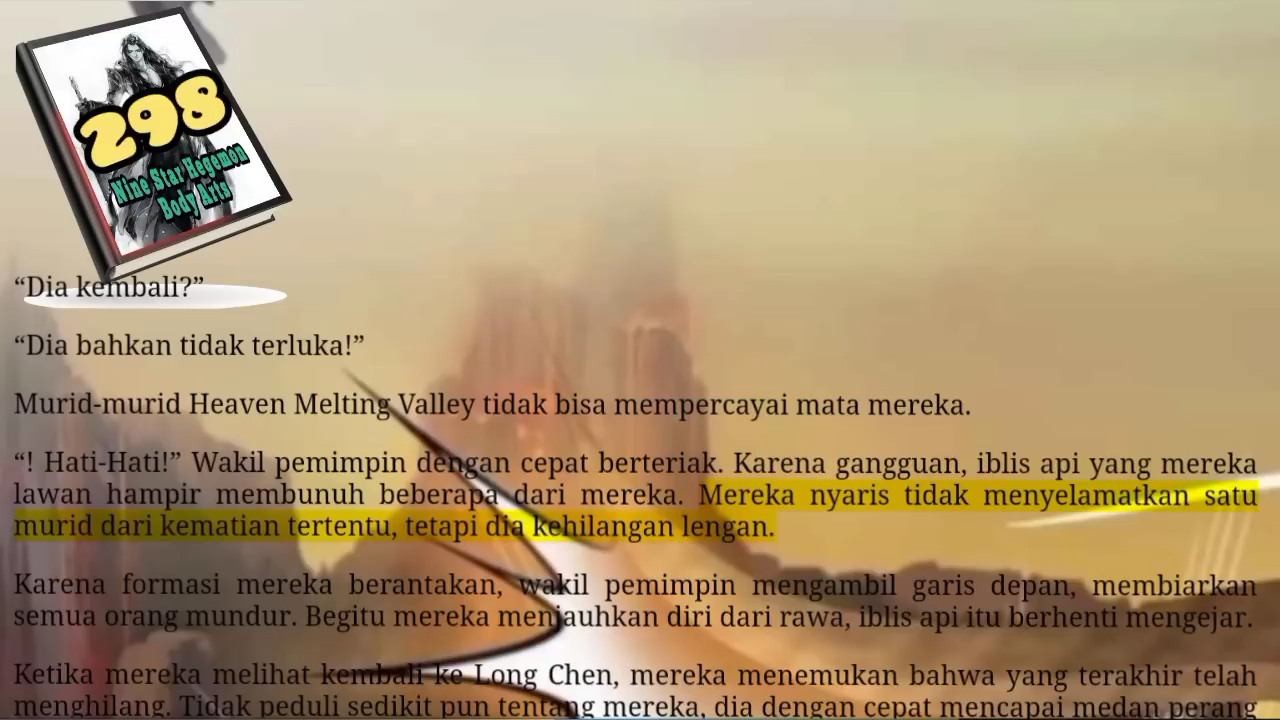 298
Nine Star Hegemon
Body Arts
“Dia kembali?”
“Dia bahkan tidak terluka!”
Murid-murid Heaven Melting Valley tidak bisa mempercayai mata mereka.
“! Hati-Hati!” Wakil pemimpin dengan cepat berteriak. Karena gangguan, iblis api yang mereka
lawan hampir membunuh beberapa dari mereka. Mereka nyaris tidak menyelamatkan satu
murid dari kematian tertentu, tetapi dia kehilangan lengan.
Karena formasi mereka berantakan, wakil pemimpin mengambil garis depan, membiarkan
semua orang mundur. Begitu mereka menjauhkan diri dari rawa, iblis api itu berhenti mengejar.
Ketika mereka melihat kembali ke Long Chen, mereka menemukan bahwa yang terakhir telah
menghilang. Tidak peduli sedikit pun tentang mereka, dia dengan cepat mencapai medan perang